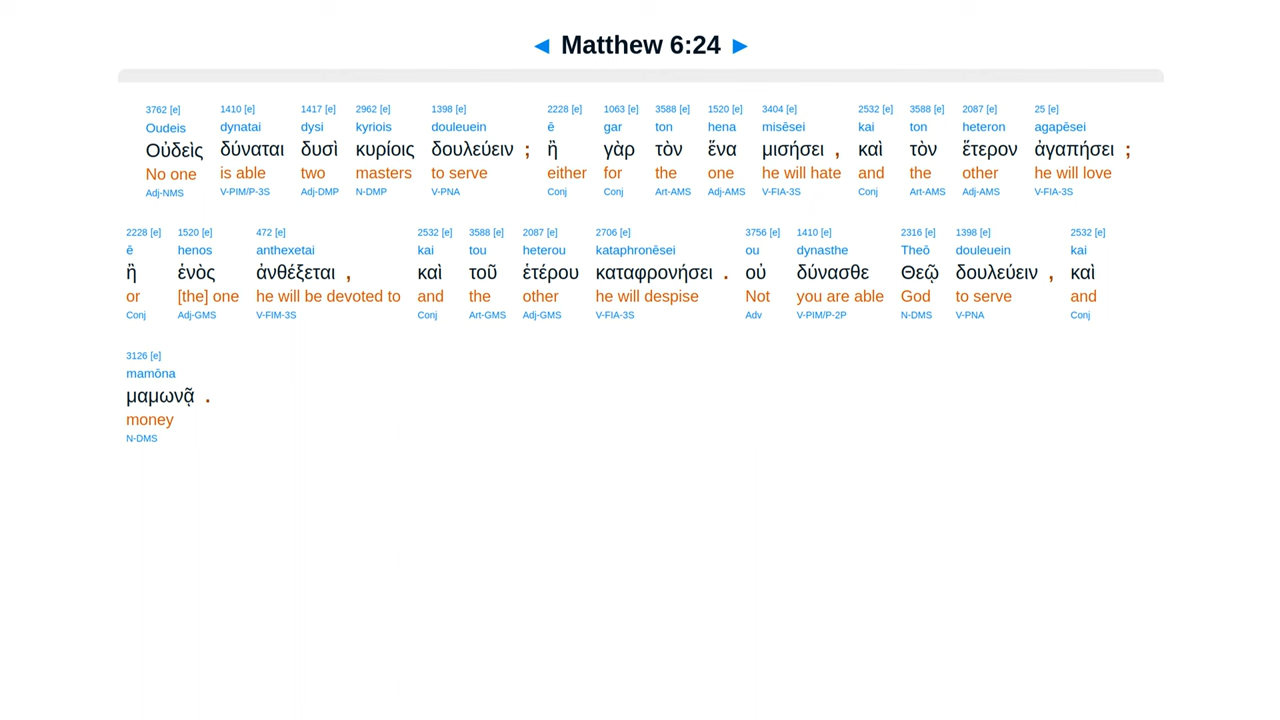 ◄ Matthew 6:24 ►
3762 [e] 1410 [e] 1417 [e] 2962 [e] 1398 [e] 2228 [e] 1063 [e] 3588 [e] 1520 [e] 3404 [e] 2532 [e] 3588 [e] 2087 [e] 25 [e]
Oudeis dynatai dysi kyriois douleuein ē gar ton hena misēsei kai ton heteron agapēsei
Οὐδεὶς δύναται δυσὶ κυρίοις δουλεύειν ; ἢ γὰρ τὸν ἕνα μισήσει , καὶ τὸν ἕτερον ἀγαπήσει ;
No one is able two masters to serve either for the one he will hate and the other he will love
Adj-NMS V-PIM/P-3S Adj-DMP N-DMP V-PNA Conj Conj Art-AMS Adj-AMS V-FIA-3S Conj Art-AMS Adj-AMS V-FIA-3S
2228 [e] 1520 [e] 472 [e] 2532 [e] 3588 [e] 2087 [e] 2706 [e] 3756 [e] 1410 [e] 2316 [e] 1398 [e] 2532 [e]
ē henos anthexetai kai tou heterou kataphronēsei ou dynasthe Theō douleuein kai
ἢ ἑνὸς ἀνθέξεται , καὶ τοῦ ἑτέρου καταφρονήσει . οὐ δύνασθε Θεῷ δουλεύειν , καὶ
or [the] one he will be devoted to and the other he will despise Not you are able God to serve and
Conj Adj-GMS V-FIM-3S Conj Art-GMS Adj-GMS V-FIA-3S Adv V-PIM/P-2P N-DMS V-PNA Conj
3126 [e]
mamōna
μαμωνᾷ .
money
N-DMS